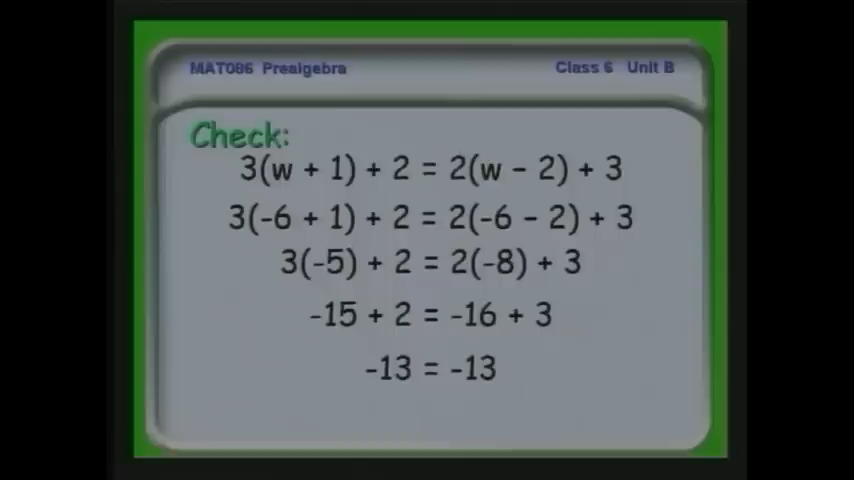 MAT086 Prealgebra Class 6 Unit B
Check:
3(w + 1) + 2 = 2(w - 2) + 3
3(-6 + 1) + 2 = 2(-6 - 2) + 3
3(-5) + 2 = 2(-8) + 3
-15 + 2 = -16 + 3
-13 = -13